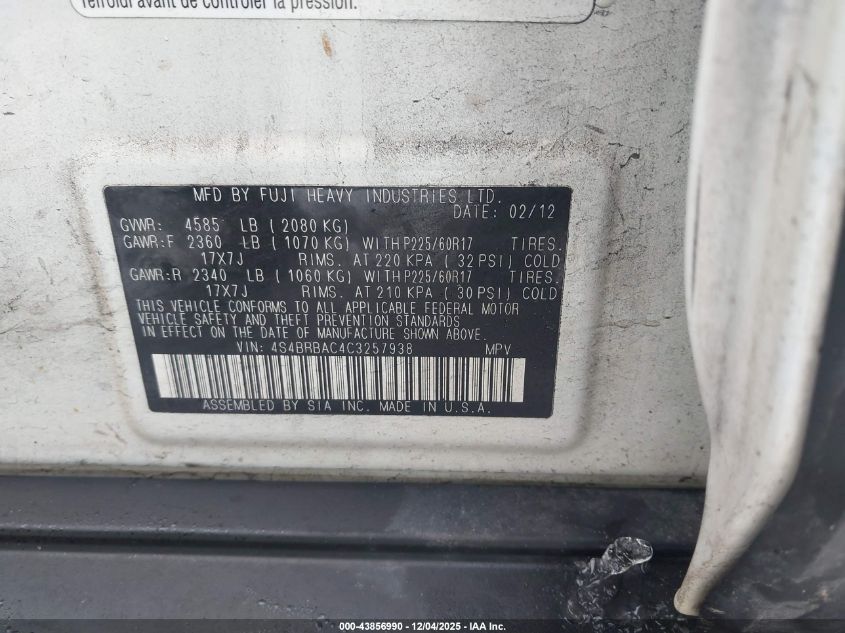 refroidi avant de contrôler la pression.
MFD BY FUJI HEAVY INDUSTRIES LTD.
DATE: 02/12
GVWR: 4585 LB ( 2080 KG)
GAWR:F 2360 LB ( 1070 KG) WITH P225/60R17 TIRES.
17X7J RIMS. AT 220 KPA ( 32 PSI) COLD
GAWR:R 2340 LB ( 1060 KG) WITH P225/60R17 TIRES.
17X7J RIMS. AT 210 KPA ( 30 PSI) COLD
THIS VEHICLE CONFORMS TO ALL APPLICABLE FEDERAL MOTOR
VEHICLE SAFETY AND THEFT PREVENTION STANDARDS
IN EFFECT ON THE DATE OF MANUFACTURE SHOWN ABOVE.
VIN: 4S4BRBAC4C3257938 MPV
ASSEMBLED BY SIA INC. MADE IN U.S.A.
000-43856990 - 12/04/2025 - IAA Inc.